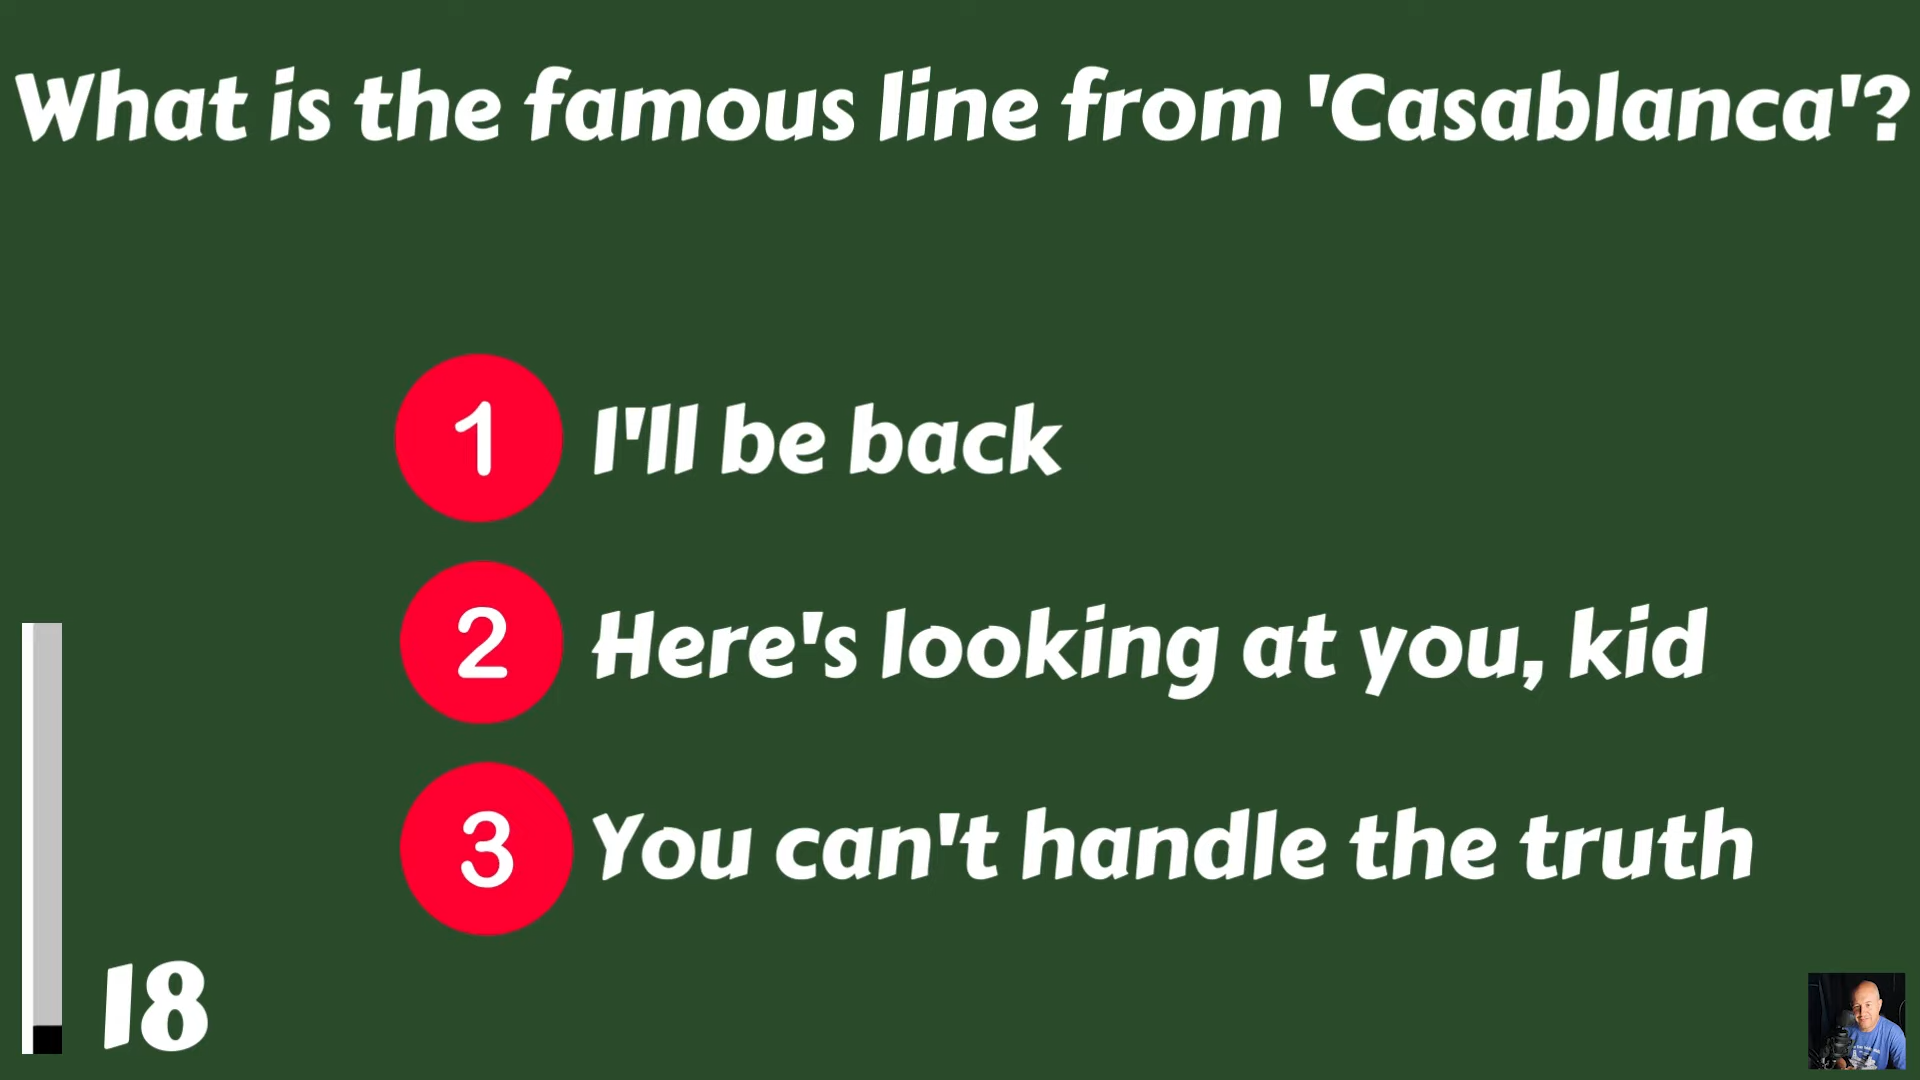 What is the famous line from 'Casablanca'?
1 I'll be back
2 Here's looking at you, kid
3 You can't handle the truth
18